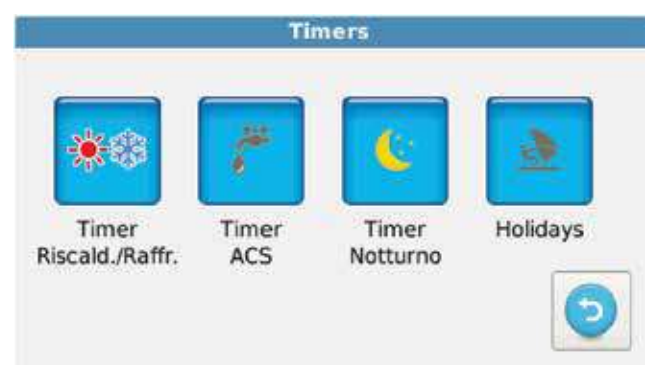 Timers
Timer
Riscald./Raffr.
Timer
ACS
Timer
Notturno
Holidays